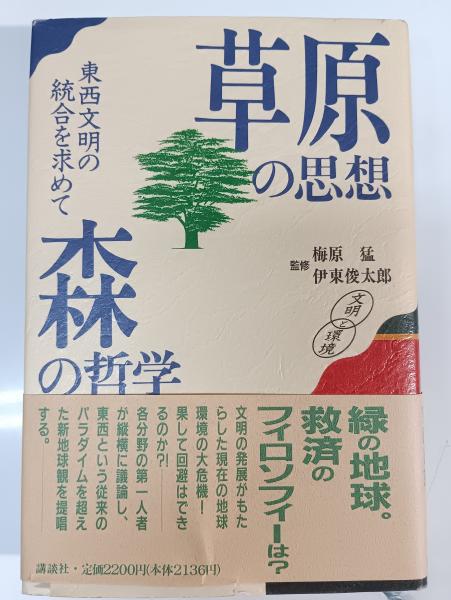 草原
の思想
東西文明の
統合を求めて
森
の哲学
監修
梅原 猛
伊東俊太郎
文明
と
環境
緑の地球。
救済の
フィロソフィーは?
文明の発展がもた
らした現在の地球
環境の大危機!
果して回避はでき
るのか?!
各分野の第一人者
が縦横に議論し、
東西という従来の
パラダイムを超え
た新地球観を提唱
する。
講談社・定価2200円(本体2136円)